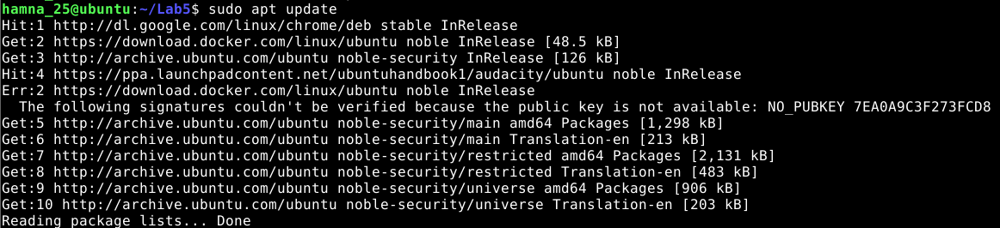 hamna_25@ubuntu:~/Lab5$ sudo apt update
Hit:1 http://dl.google.com/linux/chrome/deb stable InRelease
Get:2 https://download.docker.com/linux/ubuntu noble InRelease [48.5 kB]
Get:3 http://archive.ubuntu.com/ubuntu noble-security InRelease [126 kB]
Hit:4 https://ppa.launchpadcontent.net/ubuntuhandbook1/audacity/ubuntu noble InRelease
Err:2 https://download.docker.com/linux/ubuntu noble InRelease
  The following signatures couldn't be verified because the public key is not available: NO_PUBKEY 7EA0A9C3F273FCD8
Get:5 http://archive.ubuntu.com/ubuntu noble-security/main amd64 Packages [1,298 kB]
Get:6 http://archive.ubuntu.com/ubuntu noble-security/main Translation-en [213 kB]
Get:7 http://archive.ubuntu.com/ubuntu noble-security/restricted amd64 Packages [2,131 kB]
Get:8 http://archive.ubuntu.com/ubuntu noble-security/restricted Translation-en [483 kB]
Get:9 http://archive.ubuntu.com/ubuntu noble-security/universe amd64 Packages [906 kB]
Get:10 http://archive.ubuntu.com/ubuntu noble-security/universe Translation-en [203 kB]
Reading package lists... Done